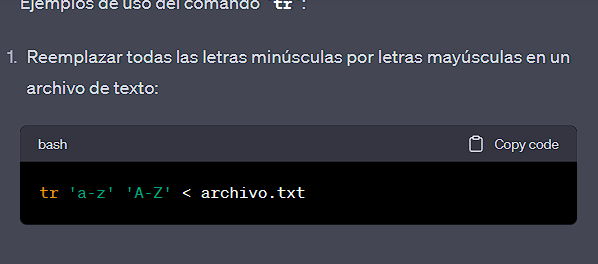 Ejemplos de uso del comando `tr`:
1. Reemplazar todas las letras minúsculas por letras mayúsculas en un
archivo de texto:
bash Copy code
tr 'a-z' 'A-Z' < archivo.txt